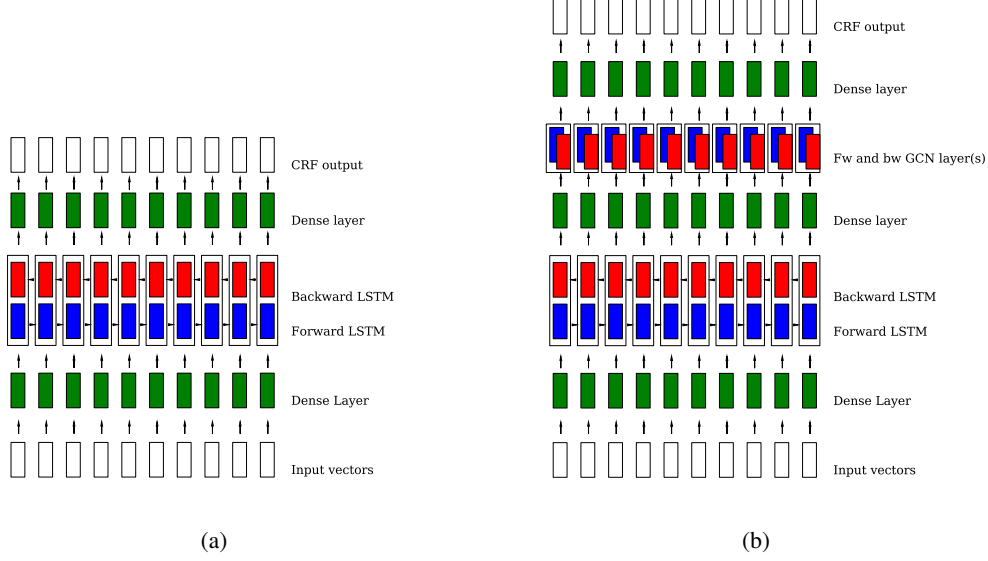 CRF output
Dense layer
Backward LSTM
Forward LSTM
Dense Layer
Input vectors
(a)
CRF output
Dense layer
Fw and bw GCN layer(s)
Dense layer
Backward LSTM
Forward LSTM
Dense Layer
Input vectors
(b)